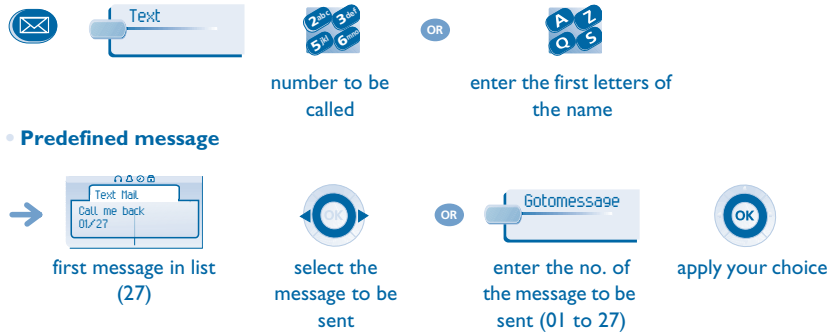 Text
2abc 3def
5jkl 6mno
OR
A Z
Q S
number to be
called
enter the first letters of
the name
• Predefined message
Text Mail
Call me back
01/27
OK
OR
Gotomessage
OK
first message in list
(27)
select the
message to be
sent
enter the no. of
the message to be
sent (01 to 27)
apply your choice